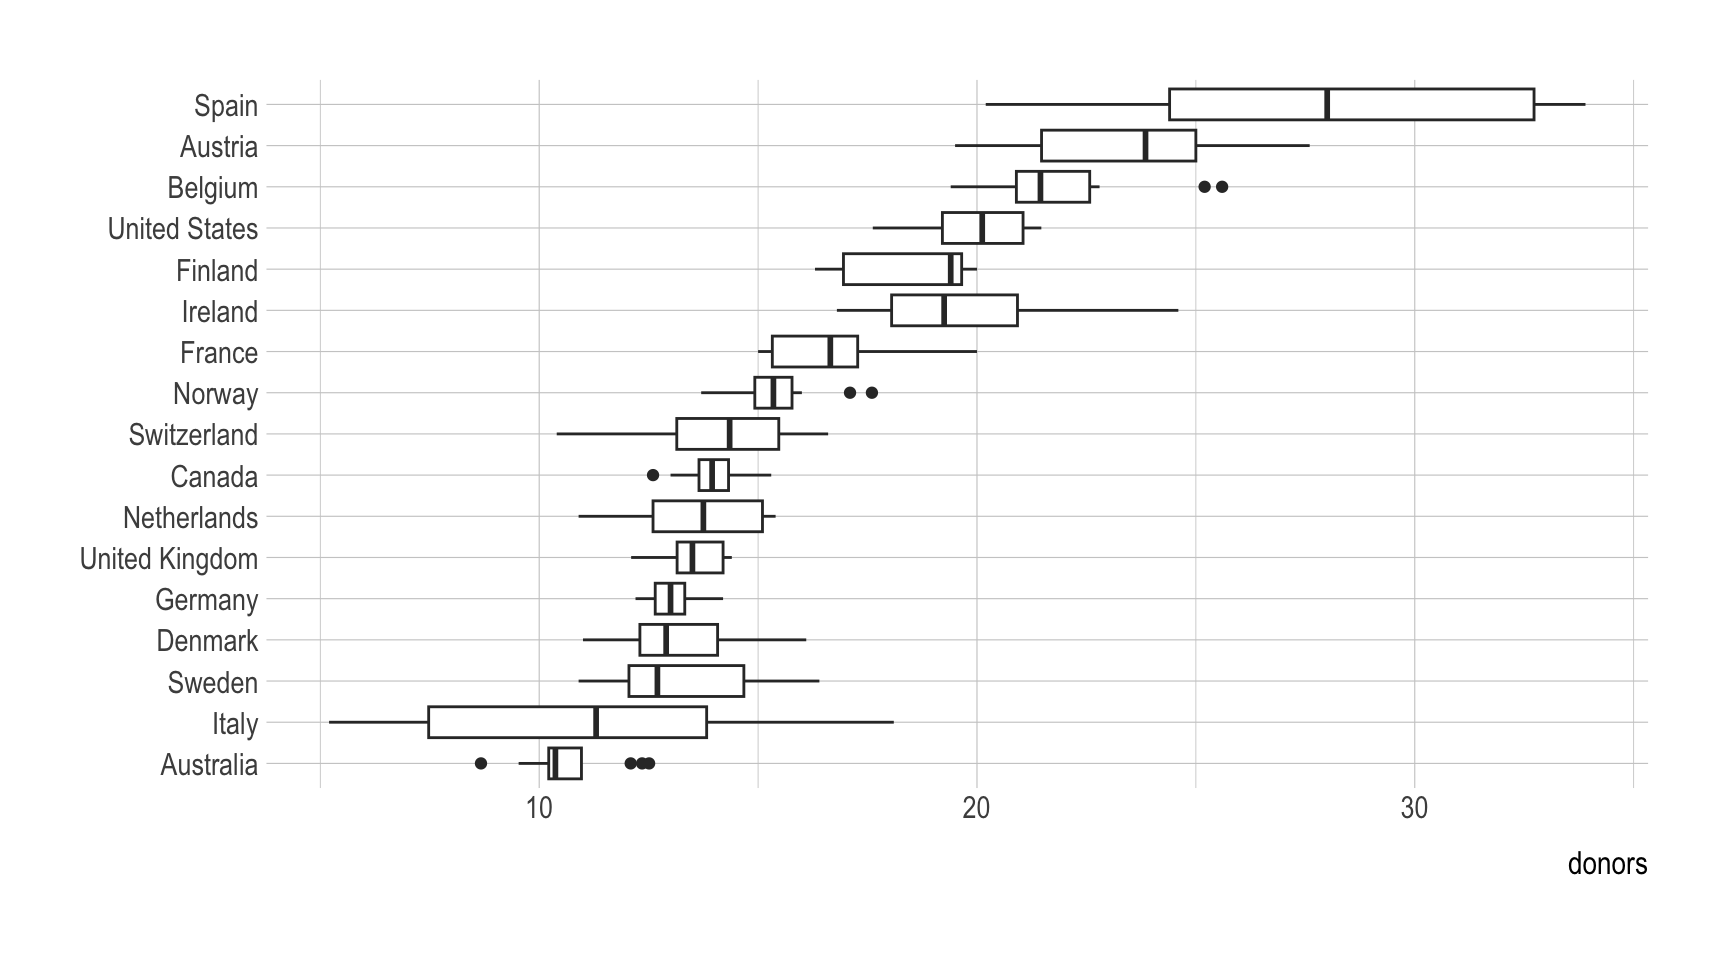 Spain
Austria
Belgium
United States
Finland
Ireland
France
Norway
Switzerland
Canada
Netherlands
United Kingdom
Germany
Denmark
Sweden
Italy
Australia
10 20 30
donors